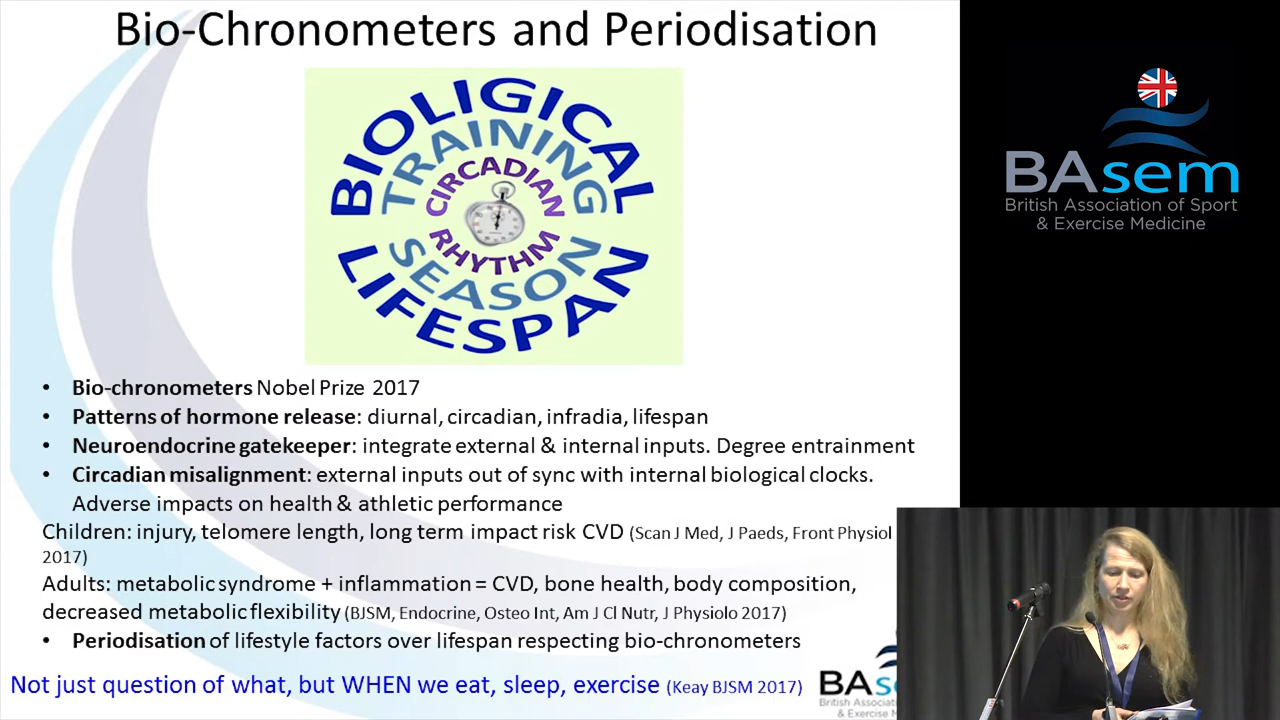 Bio-Chronometers and Periodisation
BIOLIGICAL
TRAINING
CIRCADIAN
RHYTHM
SEASON
LIFESPAN
• Bio-chronometers Nobel Prize 2017
• Patterns of hormone release: diurnal, circadian, infradia, lifespan
• Neuroendocrine gatekeeper: integrate external & internal inputs. Degree entrainment
• Circadian misalignment: external inputs out of sync with internal biological clocks.
Adverse impacts on health & athletic performance
Children: injury, telomere length, long term impact risk CVD (Scan J Med, J Paeds, Front Physiol
2017)
Adults: metabolic syndrome + inflammation = CVD, bone health, body composition,
decreased metabolic flexibility (BJSM, Endocrine, Osteo Int, Am J Cl Nutr, J Physiolo 2017)
• Periodisation of lifestyle factors over lifespan respecting bio-chronometers
Not just question of what, but WHEN we eat, sleep, exercise (Keay BJSM 2017)
BAsem
British Association of Sport
& Exercise Medicine
BAsem
British Associa
& Exercise Me